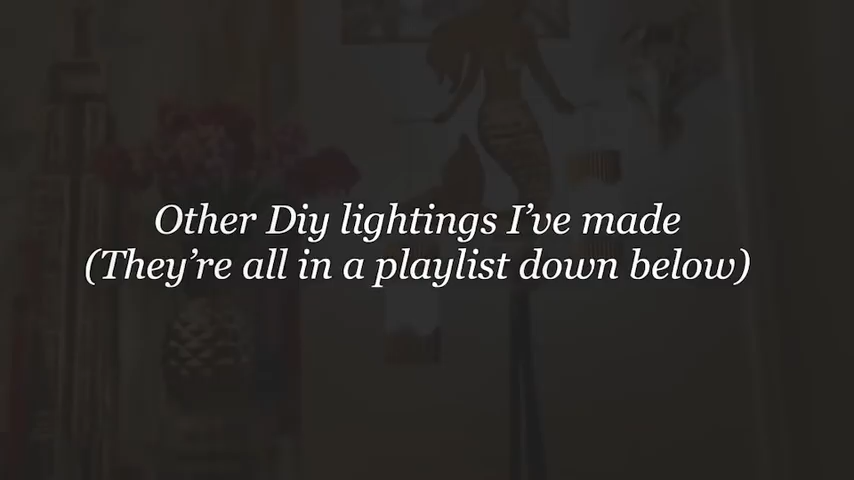 Other Diy lightings I’ve made
(They’re all in a playlist down below)